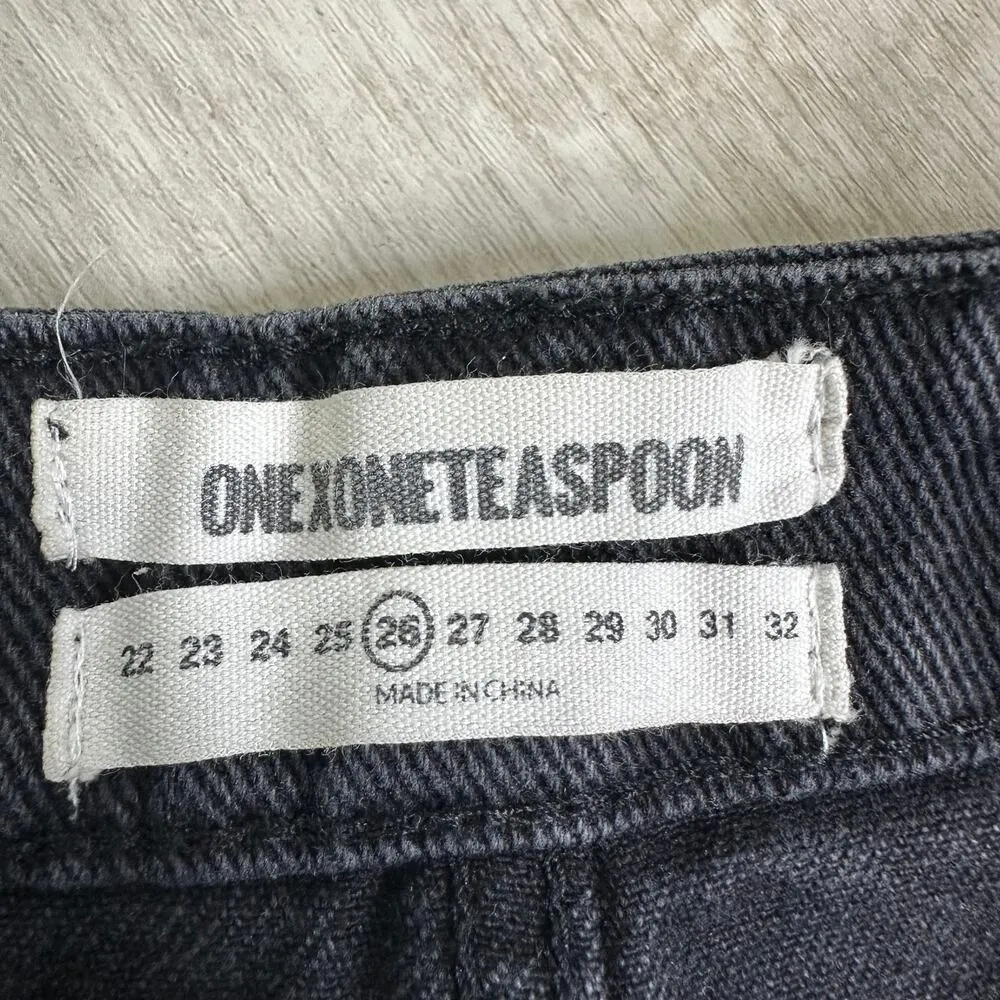 ONEXONETEASPOON
22 23 24 25 26 27 28 29 30 31 32
MADE IN CHINA